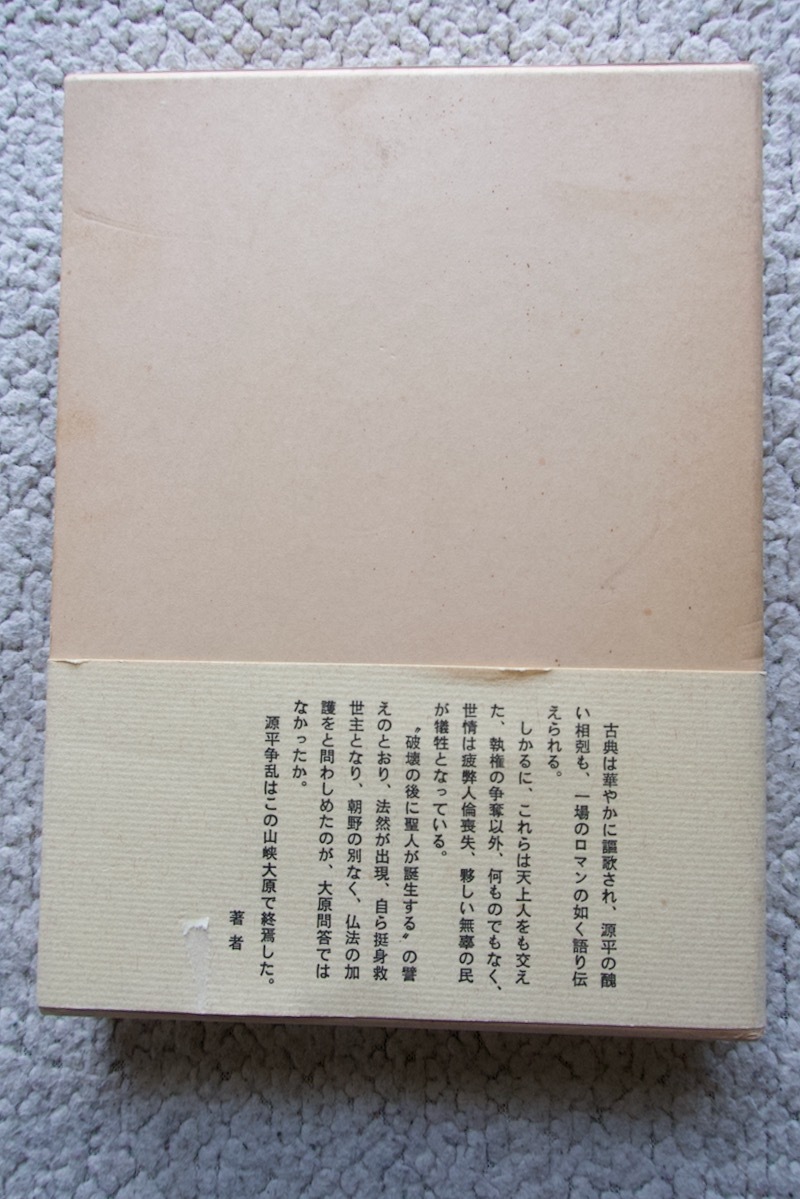 古典は華やかに謳歌され、源平の醜
い相剋も、一場のロマンの如く語り伝
えられる。
しかるに、これらは天上人をも交え
た、執権の争奪以外、何ものでもなく、
世情は疲弊人倫喪失、夥しい無辜の民
が犠牲となっている。
〝破壊の後に聖人が誕生する〟の譬
えのとおり、法然が出現、自ら挺身救
世主となり、朝野の別なく、仏法の加
護をと問わしめたのが、大原問答では
なかったか。
源平争乱はこの山峡大原で終焉した。
著者